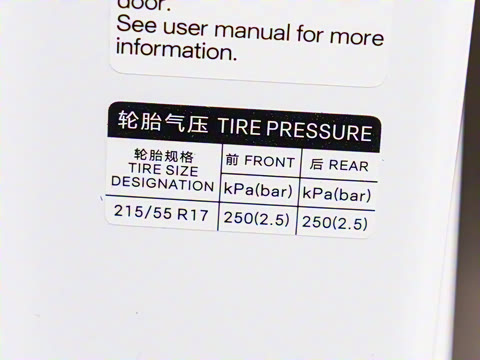 door.
See user manual for more
information.
轮胎气压 TIRE PRESSURE
轮胎规格
TIRE SIZE
DESIGNATION
前 FRONT
后 REAR
kPa(bar)
kPa(bar)
215/55 R17
250(2.5)
250(2.5)